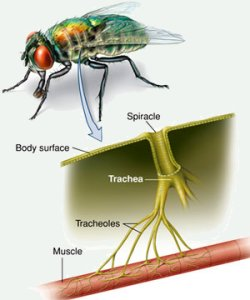 Spiracle
Body surface
Trachea
Tracheoles
Muscle